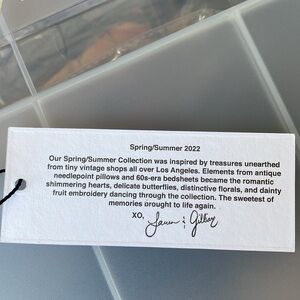 Spring/Summer 2022
Our Spring/Summer Collection was inspired by treasures unearthed
from tiny vintage shops all over Los Angeles. Elements from antique
needlepoint pillows and 60s-era bedsheets became the romantic
shimmering hearts, delicate butterflies, distinctive florals, and dainty
fruit embroidery dancing through the collection. The sweetest of
memories brought to life again.
XO,